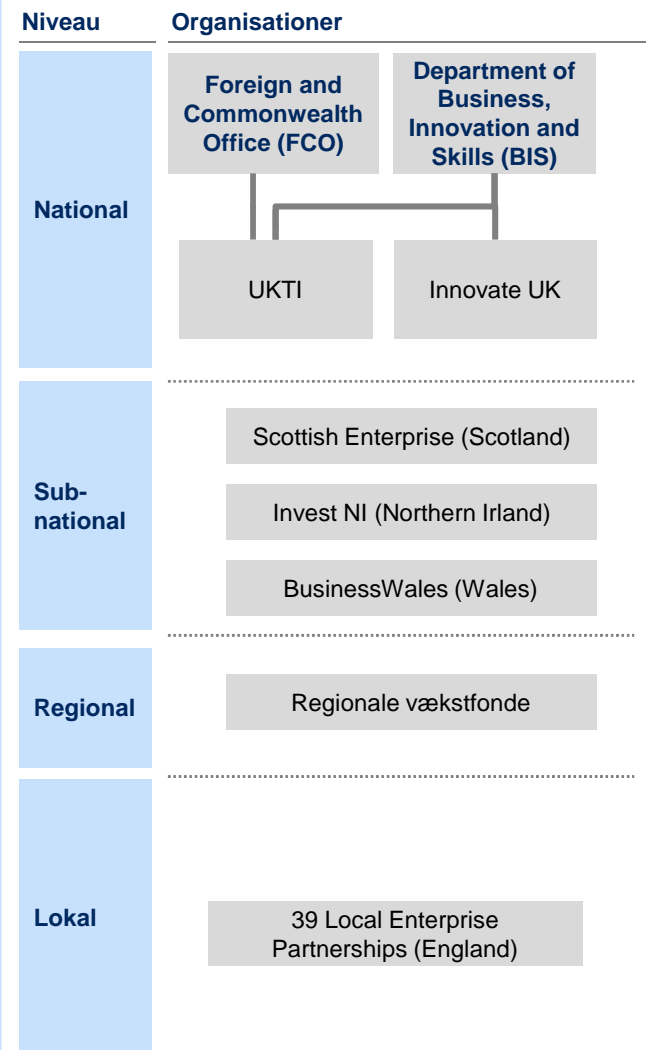 Niveau
Organisationer
National
Foreign and
Commonwealth
Office (FCO)
Department of
Business,
Innovation and
Skills (BIS)
UKTI
Innovate UK
Sub-
national
Scottish Enterprise (Scotland)
Invest NI (Northern Irland)
BusinessWales (Wales)
Regional
Regionale vækstfonde
Lokal
39 Local Enterprise
Partnerships (England)